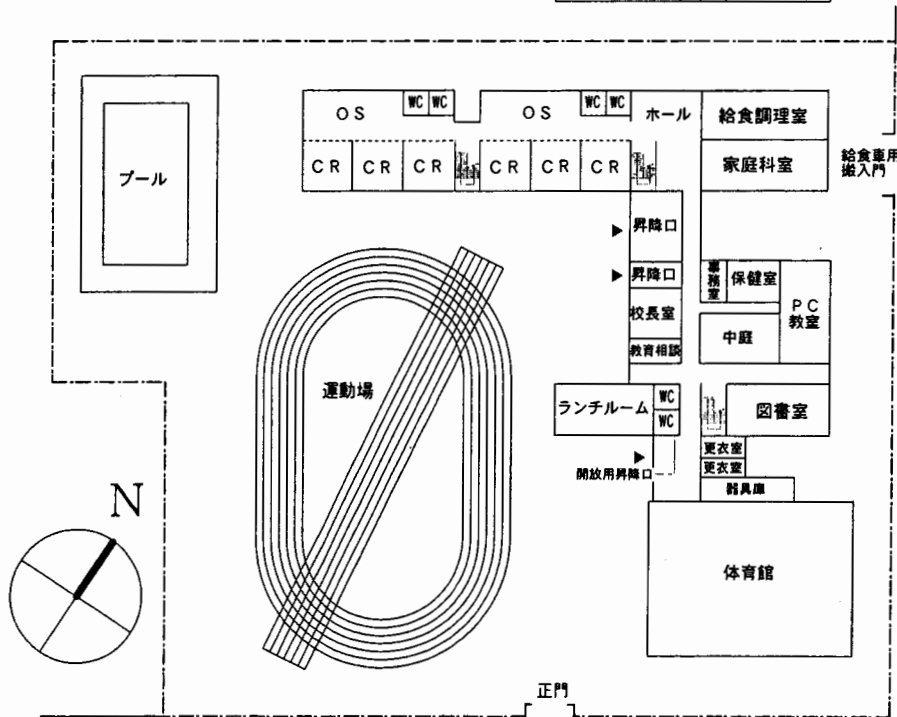 WC WC
WC WC
OS
OS
ホール
給食調理室
CR CR CR
CR CR CR
家庭科室
給食車用
搬入門
プール
昇降口
昇降口
事務室
保健室
PC
教室
校長室
中庭
教育相談
運動場
ランチルーム
WC
WC
図書室
更衣室
更衣室
開放用昇降口
器具庫
N
体育館
正門